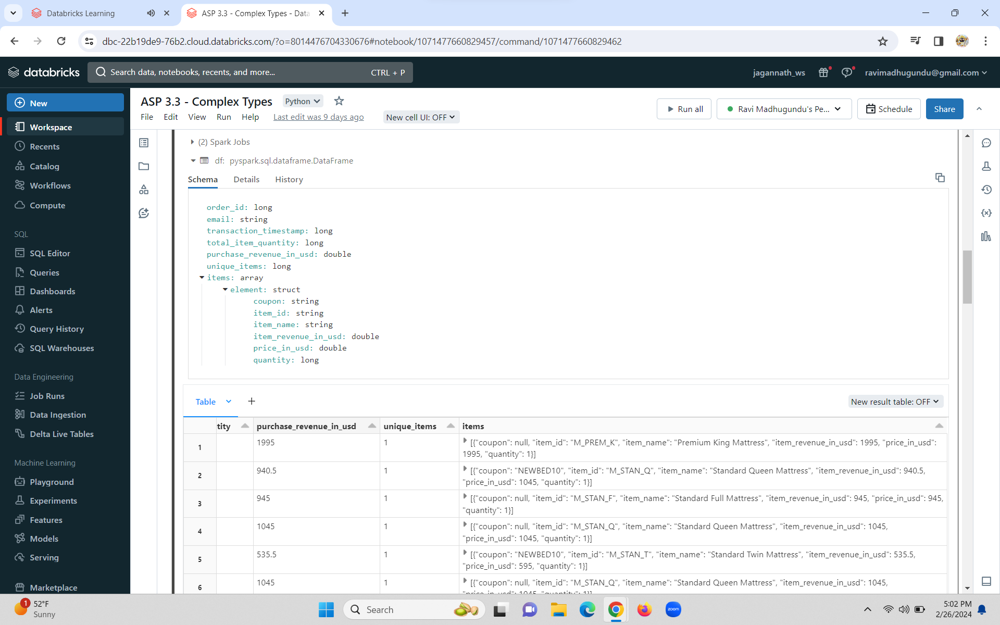 Databricks Learning
ASP 3.3 - Complex Types - Data
dbc-22b19de9-76b2.cloud.databricks.com/?o=8014476704330676#notebook/1071477660829457/command/1071477660829462
databricks
Search data, notebooks, recents, and more...
CTRL + P
jagannath_ws
ravimadhugundu@gmail.com
New
Workspace
Recents
Catalog
Workflows
Compute
SQL
SQL Editor
Queries
Dashboards
Alerts
Query History
SQL Warehouses
Data Engineering
Job Runs
Data Ingestion
Delta Live Tables
Machine Learning
Playground
Experiments
Features
Models
Serving
Marketplace
ASP 3.3 - Complex Types
Python
File Edit View Run Help
Last edit was 9 days ago
New cell UI: OFF
Run all
Ravi Madhugundu's Pe...
Schedule
Share
(2) Spark Jobs
df: pyspark.sql.dataframe.DataFrame
Schema Details History
order_id: long
email: string
transaction_timestamp: long
total_item_quantity: long
purchase_revenue_in_usd: double
unique_items: long
items: array
element: struct
coupon: string
item_id: string
item_name: string
item_revenue_in_usd: double
price_in_usd: double
quantity: long
Table +
New result table: OFF
tity purchase_revenue_in_usd unique_items items
1 1995 1 [{"coupon": null, "item_id": "M_PREM_K", "item_name": "Premium King Mattress", "item_revenue_in_usd": 1995, "price_in_usd":
1995, "quantity": 1}]
2 940.5 1 [{"coupon": "NEWBED10", "item_id": "M_STAN_Q", "item_name": "Standard Queen Mattress", "item_revenue_in_usd": 940.5,
"price_in_usd": 1045, "quantity": 1}]
3 945 1 [{"coupon": null, "item_id": "M_STAN_F", "item_name": "Standard Full Mattress", "item_revenue_in_usd": 945, "price_in_usd": 945,
"quantity": 1}]
4 1045 1 [{"coupon": null, "item_id": "M_STAN_Q", "item_name": "Standard Queen Mattress", "item_revenue_in_usd": 1045,
"price_in_usd": 1045, "quantity": 1}]
5 535.5 1 [{"coupon": "NEWBED10", "item_id": "M_STAN_T", "item_name": "Standard Twin Mattress", "item_revenue_in_usd": 535.5,
"price_in_usd": 595, "quantity": 1}]
6 1045 1 [{"coupon": null, "item_id": "M_STAN_Q", "item_name": "Standard Queen Mattress", "item_revenue_in_usd": 1045,
"price_in_usd": 1045, "quantity": 1}]
1
52°F
Sunny
Search
zoom
5:02 PM
2/26/2024